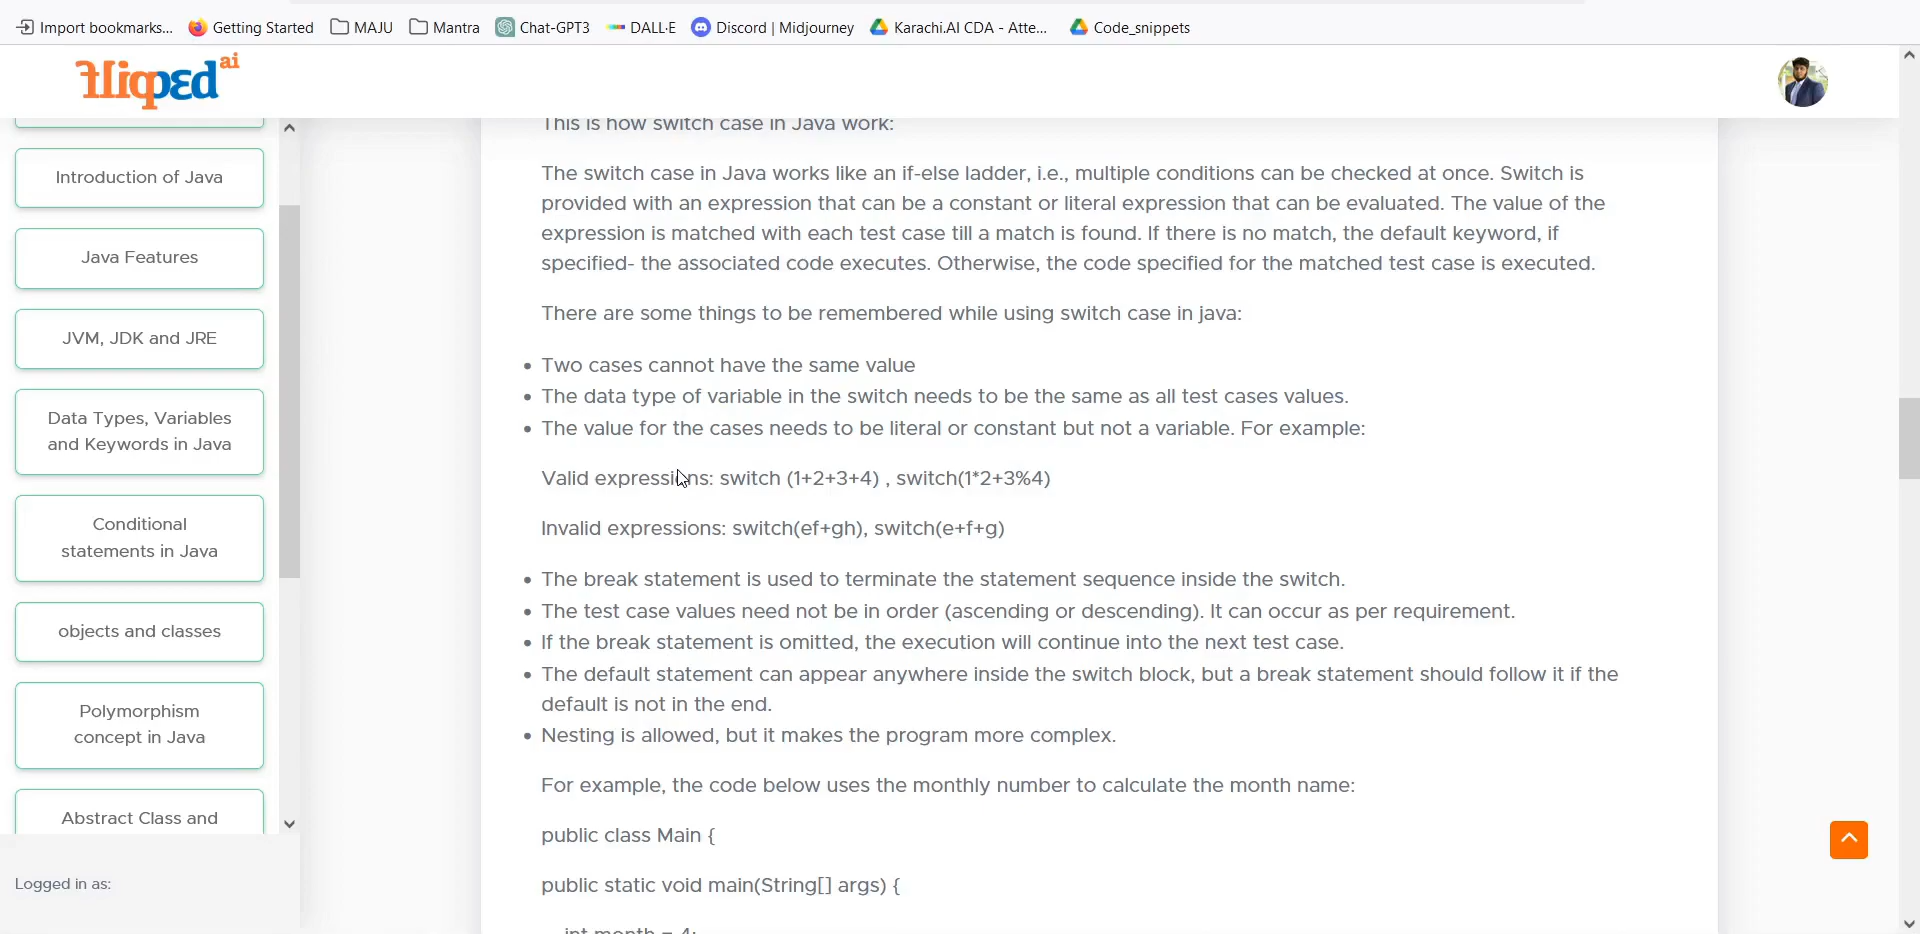 Import bookmarks... Getting Started MAJU Mantra Chat-GPT3 DALL·E Discord | Midjourney Karachi.AI CDA - Atte... Code_snippets
flipped ai
Introduction of Java
Java Features
JVM, JDK and JRE
Data Types, Variables
and Keywords in Java
Conditional
statements in Java
objects and classes
Polymorphism
concept in Java
Abstract Class and
Logged in as:
This is how switch case in Java work:
The switch case in Java works like an if-else ladder, i.e., multiple conditions can be checked at once. Switch is
provided with an expression that can be a constant or literal expression that can be evaluated. The value of the
expression is matched with each test case till a match is found. If there is no match, the default keyword, if
specified- the associated code executes. Otherwise, the code specified for the matched test case is executed.
There are some things to be remembered while using switch case in java:
• Two cases cannot have the same value
• The data type of variable in the switch needs to be the same as all test cases values.
• The value for the cases needs to be literal or constant but not a variable. For example:
Valid expressions: switch (1+2+3+4) , switch(1*2+3%4)
Invalid expressions: switch(ef+gh), switch(e+f+g)
• The break statement is used to terminate the statement sequence inside the switch.
• The test case values need not be in order (ascending or descending). It can occur as per requirement.
• If the break statement is omitted, the execution will continue into the next test case.
• The default statement can appear anywhere inside the switch block, but a break statement should follow it if the
default is not in the end.
• Nesting is allowed, but it makes the program more complex.
For example, the code below uses the monthly number to calculate the month name:
public class Main {
public static void main(String[] args) {
int month = 4;